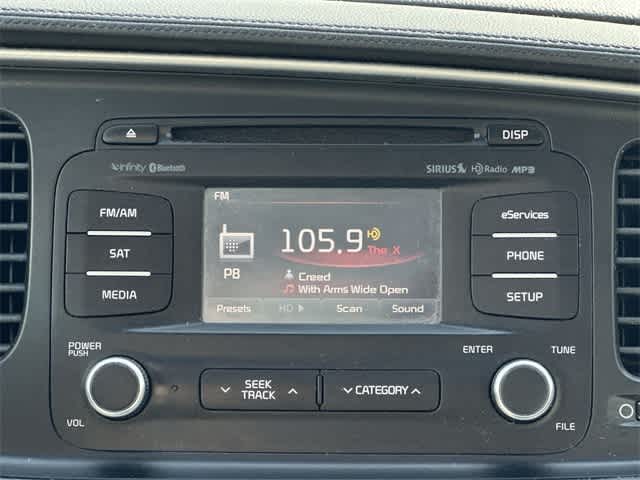 DISP
infinity Bluetooth
SIRIUS HD Radio MP3
FM/AM
SAT
MEDIA
FM
105.9
The X
P8
Creed
With Arms Wide Open
Presets HD Scan Sound
eServices
PHONE
SETUP
POWER
PUSH
VOL
SEEK
TRACK
CATEGORY
ENTER TUNE
FILE